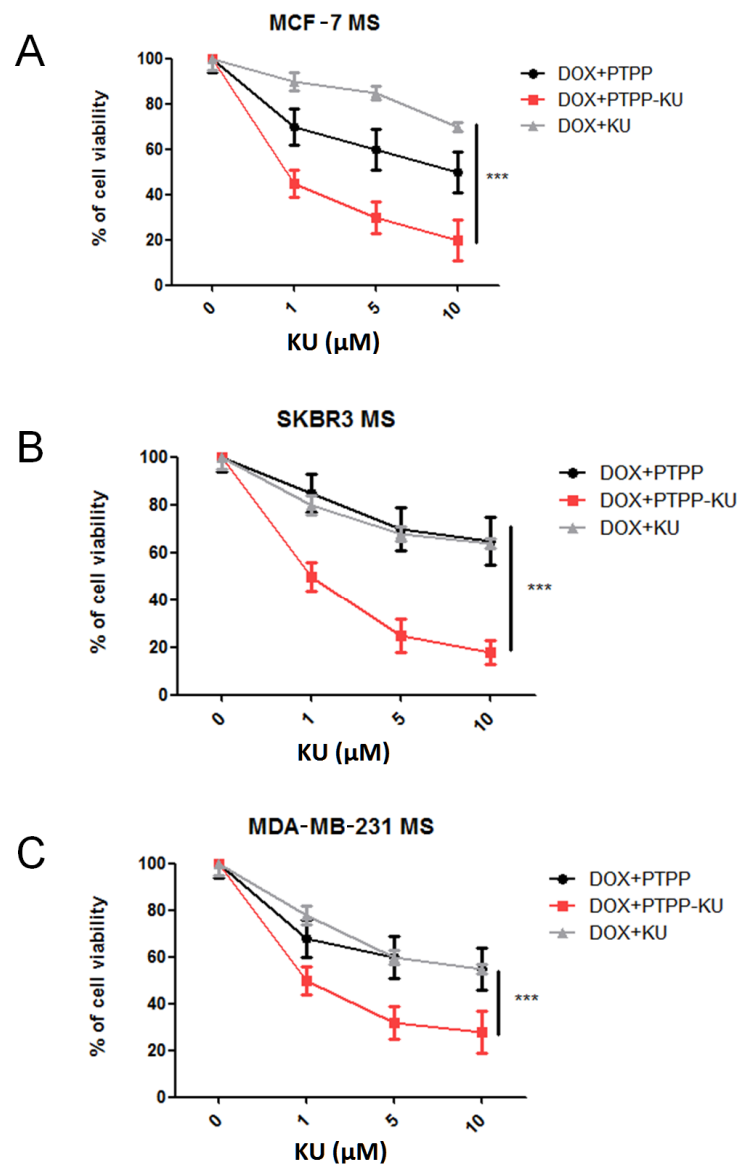 A
MCF-7 MS
% of cell viability
100
80
60
40
20
0
0
1
5
10
KU (µM)
DOX+PTPP
DOX+PTPP-KU
DOX+KU
***
B
SKBR3 MS
% of cell viability
100
80
60
40
20
0
0
1
5
10
KU (µM)
DOX+PTPP
DOX+PTPP-KU
DOX+KU
***
C
MDA-MB-231 MS
% of cell viability
100
80
60
40
20
0
0
1
5
10
KU (µM)
DOX+PTPP
DOX+PTPP-KU
DOX+KU
***